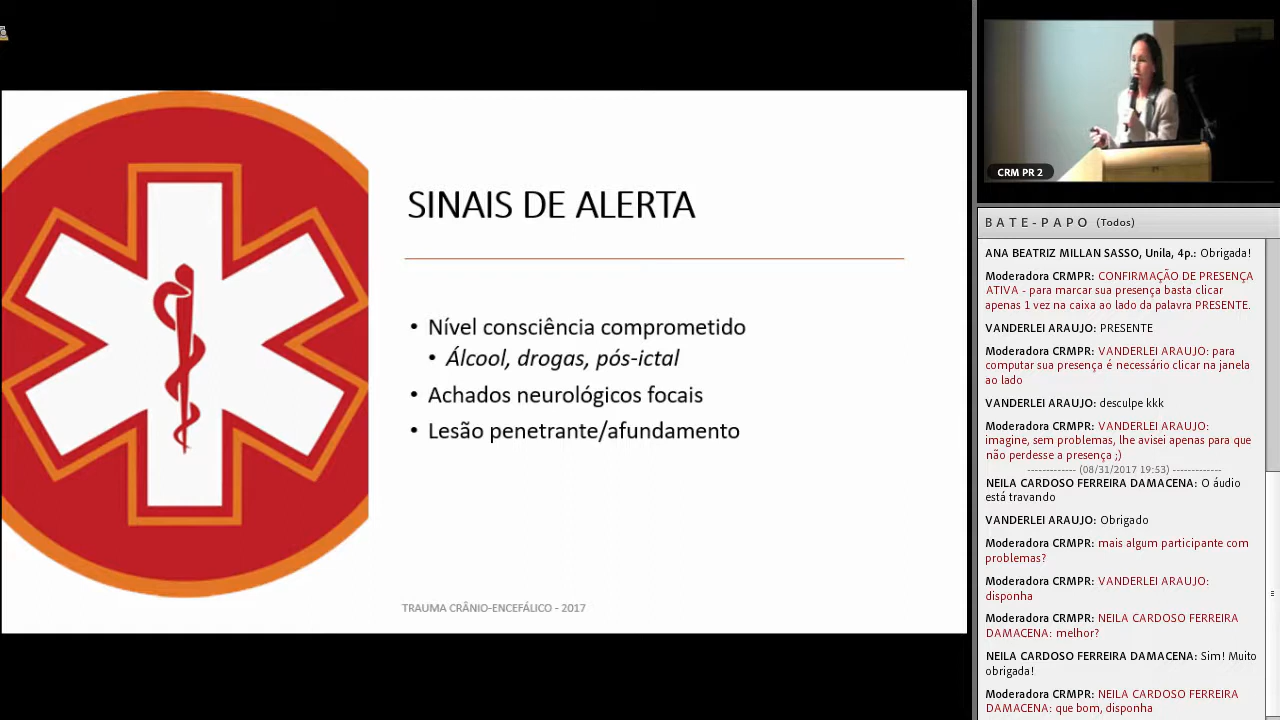 SINAIS DE ALERTA
• Nível consciência comprometido
• Álcool, drogas, pós-ictal
• Achados neurológicos focais
• Lesão penetrante/afundamento
TRAUMA CRÂNIO-ENCEFÁLICO - 2017
CRM PR 2
BATE-PAPO (Todos)
ANA BEATRIZ MILLAN SASSO, Unila, 4p.: Obrigada!
Moderadora CRMPR: CONFIRMAÇÃO DE PRESENÇA
ATIVA - para marcar sua presença basta clicar
apenas 1 vez na caixa ao lado da palavra PRESENTE.
VANDERLEI ARAUJO: PRESENTE
Moderadora CRMPR: VANDERLEI ARAUJO: para
computar sua presença é necessário clicar na janela
ao lado
VANDERLEI ARAUJO: desculpe kkk
Moderadora CRMPR: VANDERLEI ARAUJO:
imagine, sem problemas, lhe avisei apenas para que
não perdesse a presença ;)
------------- (08/31/2017 19:53) -------------
NEILA CARDOSO FERREIRA DAMACENA: O áudio
está travando
VANDERLEI ARAUJO: Obrigado
Moderadora CRMPR: mais algum participante com
problemas?
Moderadora CRMPR: VANDERLEI ARAUJO:
disponha
Moderadora CRMPR: NEILA CARDOSO FERREIRA
DAMACENA: melhor?
NEILA CARDOSO FERREIRA DAMACENA: Sim! Muito
obrigada!
Moderadora CRMPR: NEILA CARDOSO FERREIRA
DAMACENA: que bom, disponha